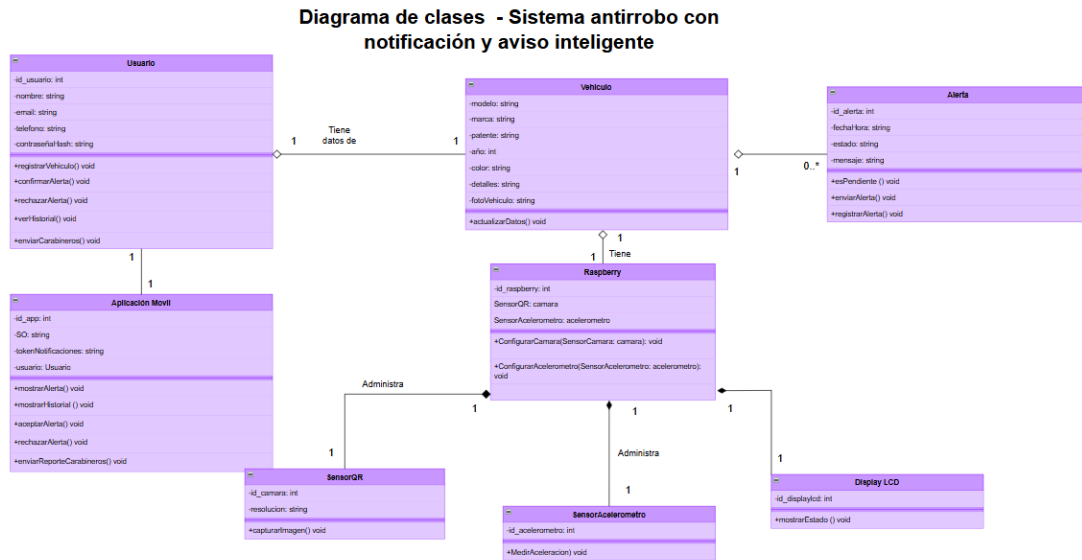 Diagrama de clases - Sistema antirrobo con
notificación y aviso inteligente
Usuario
-id_usuario: int
-nombre: string
-email: string
-telefono: string
-contraseñaHash: string
+registrarVehiculo() void
+confirmarAlerta() void
+rechazarAlerta() void
+verHistorial() void
+enviarCarabineros() void
1
Tiene
datos de
1
Vehiculo
-modelo: string
-marca: string
-patente: string
-año: int
-color: string
-detalles: string
-fotoVehiculo: string
+actualizarDatos() void
1
0..*
Alerta
-id_alerta: int
-fechaHora: string
-estado: string
-mensaje: string
+esPendiente () void
+enviarAlerta() void
+registrarAlerta() void
1
1
1
1
Tiene
Aplicación Movil
-id_app: int
-SO: string
-tokenNotificaciones: string
-usuario: Usuario
+mostrarAlerta() void
+mostrarHistorial () void
+aceptarAlerta() void
+rechazarAlerta() void
+enviarReporteCarabineros() void
Raspberry
-id_raspberry: int
SensorQR: camara
SensorAcelerometro: acelerometro
+ConfigurarCamara(SensorCamara: camara): void
+ConfigurarAcelerometro(SensorAcelerometro: acelerometro):
void
Administra
1
1
1
Administra
1
1
1
SensorQR
-id_camara: int
-resolucion: string
+capturarImagen() void
SensorAcelerometro
-id_acelerometro: int
+MedirAceleracion) void
Display LCD
-id_displaylcd: int
+mostrarEstado () void